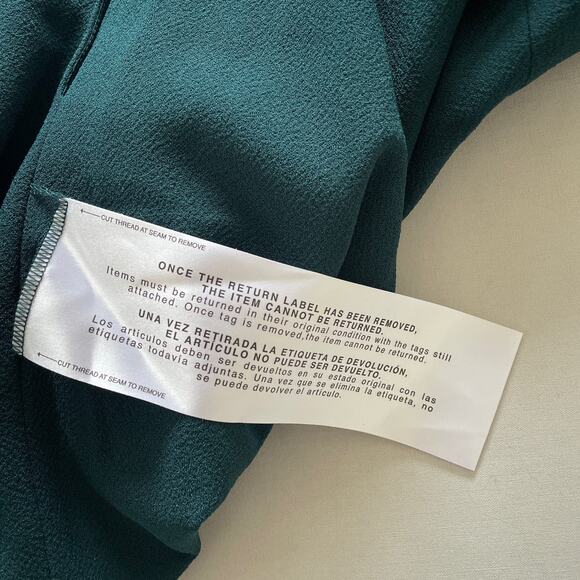 CUT THREAD AT SEAM TO REMOVE
ONCE THE RETURN LABEL HAS BEEN REMOVED,
THE ITEM CANNOT BE RETURNED.
Items must be returned in their original condition with the tags still
attached. Once tag is removed,the item cannot be returned.
UNA VEZ RETIRADA LA ETIQUETA DE DEVOLUCIÓN,
EL ARTÍCULO NO PUEDE SER DEVUELTO.
Los artículos deben ser devueltos en su estado original con las
etiquetas todavía adjuntas. Una vez que se elimina la etiqueta, no
se puede devolver el artículo.
CUT THREAD AT SEAM TO REMOVE